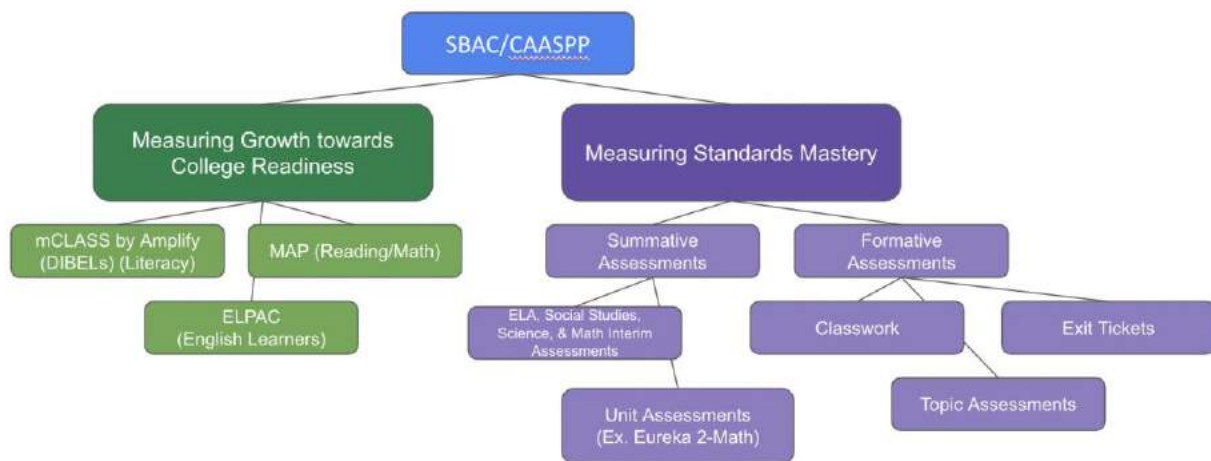 SBAC/CAASPP
Measuring Growth towards
College Readiness
Measuring Standards Mastery
mCLASS by Amplify
(DIBELs) (Literacy)
MAP (Reading/Math)
ELPAC
(English Learners)
Summative
Assessments
Formative
Assessments
ELA, Social Studies,
Science, & Math Interim
Assessments
Classwork
Exit Tickets
Unit Assessments
(Ex. Eureka 2-Math)
Topic Assessments